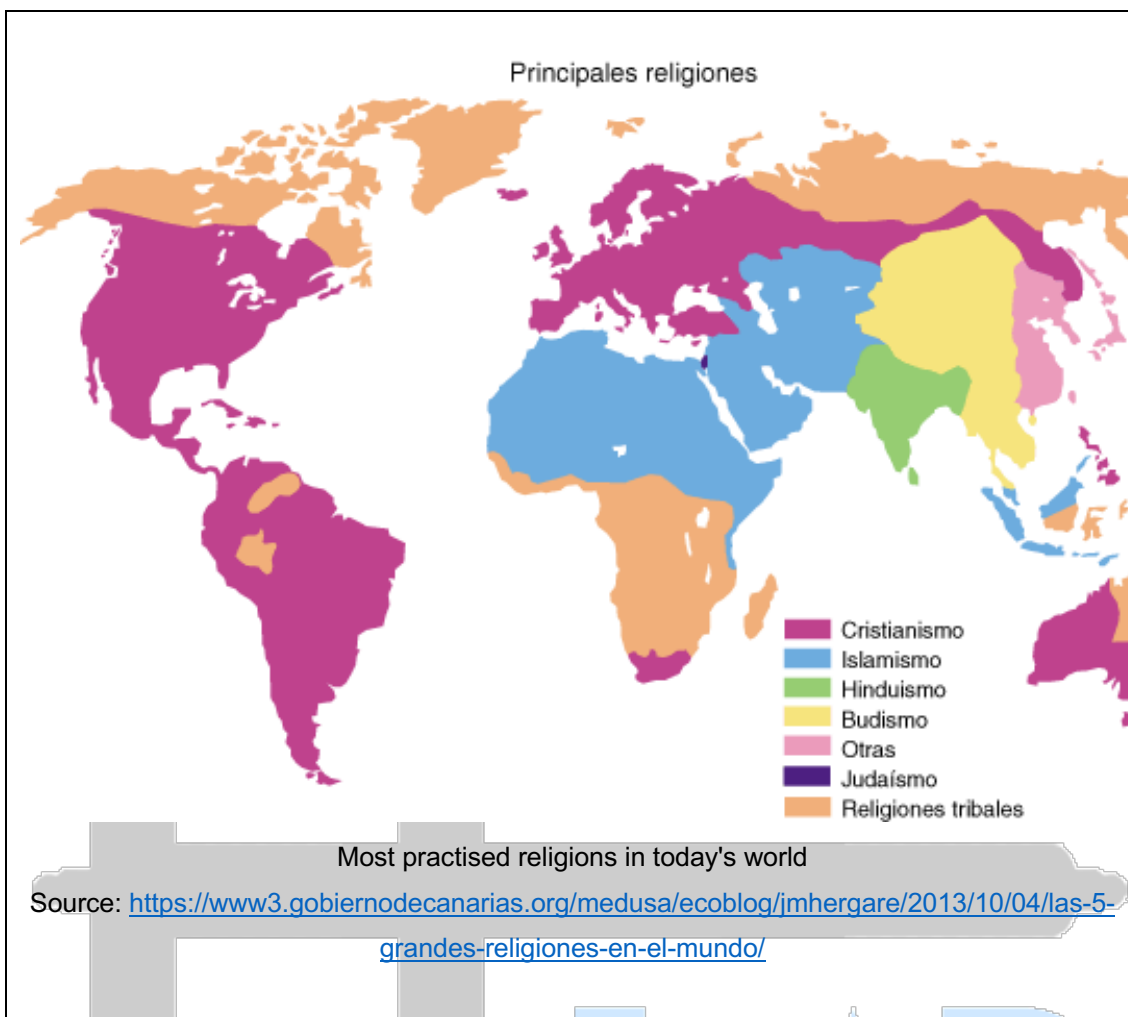 Principales religiones
Cristianismo
Islamismo
Hinduismo
Budismo
Otras
Judaísmo
Religiones tribales
Most practised religions in today's world
Source: https://www3.gobiernodecanarias.org/medusa/ecoblog/jmhergare/2013/10/04/las-5-
grandes-religiones-en-el-mundo/